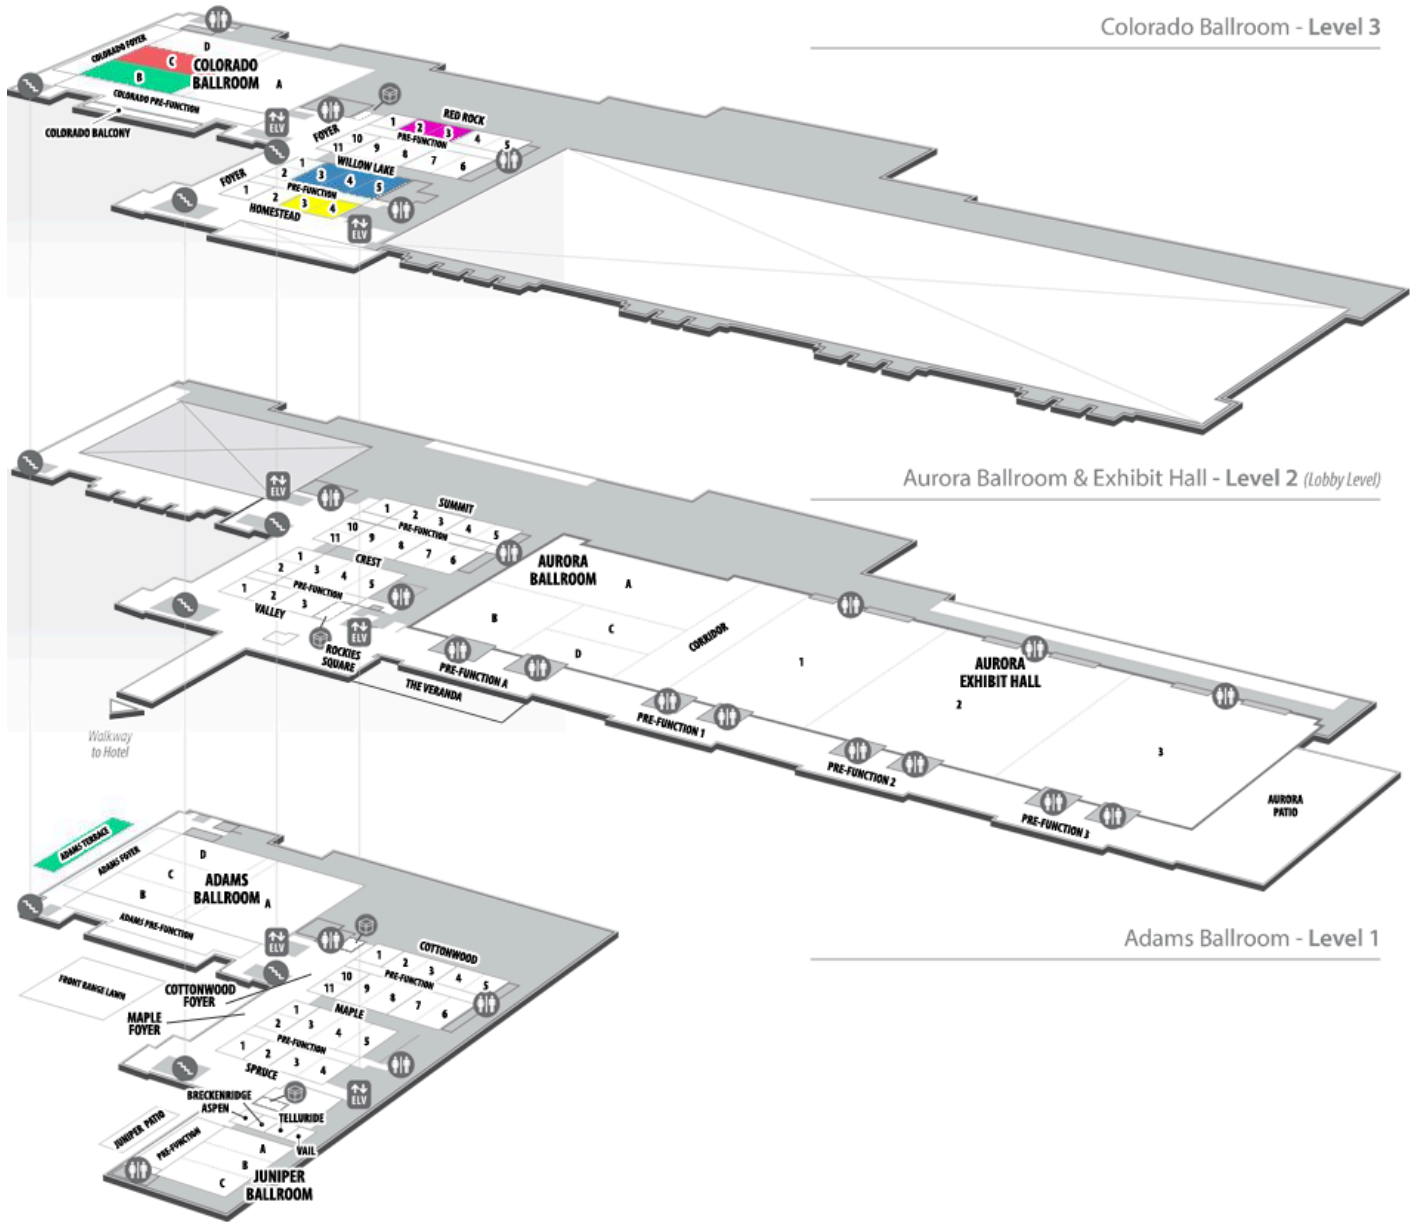 Colorado Ballroom - Level 3
COLORADO FOYER
D
C
COLORADO
BALLROOM
B
A
COLORADO PRE-FUNCTION
COLORADO BALCONY
ELV
FOYER
RED ROCK
1
2
3
4
5
PRE-FUNCTION
11
10
9
8
7
6
WILLOW LAKE
1
2
3
4
5
FOYER
PRE-FUNCTION
1
2
3
4
HOMESTEAD
ELV
Aurora Ballroom & Exhibit Hall - Level 2 (Lobby Level)
ELV
SUMMIT
1
2
3
4
5
PRE-FUNCTION
11
10
9
8
7
6
CREST
1
2
3
4
5
PRE-FUNCTION
1
2
3
VALLEY
ELV
ROCKIES
SQUARE
AURORA
BALLROOM
A
B
C
D
CORRIDOR
PRE-FUNCTION A
THE VERANDA
1
AURORA
EXHIBIT HALL
2
3
PRE-FUNCTION 1
PRE-FUNCTION 2
PRE-FUNCTION 3
AURORA
PATIO
Walkway
to Hotel
Adams Ballroom - Level 1
ADAMS TERRACE
ADAMS FOYER
D
C
ADAMS
BALLROOM
B
A
ADAMS PRE-FUNCTION
ELV
FRONT RANGE LAWN
COTTONWOOD
FOYER
MAPLE
FOYER
COTTONWOOD
1
2
3
4
5
PRE-FUNCTION
11
10
9
8
7
6
MAPLE
1
2
3
4
5
PRE-FUNCTION
1
2
3
4
SPRUCE
ELV
BRECKENRIDGE
ASPEN
TELLURIDE
VAIL
JUNIPER PATIO
PRE-FUNCTION
A
B
C
JUNIPER
BALLROOM